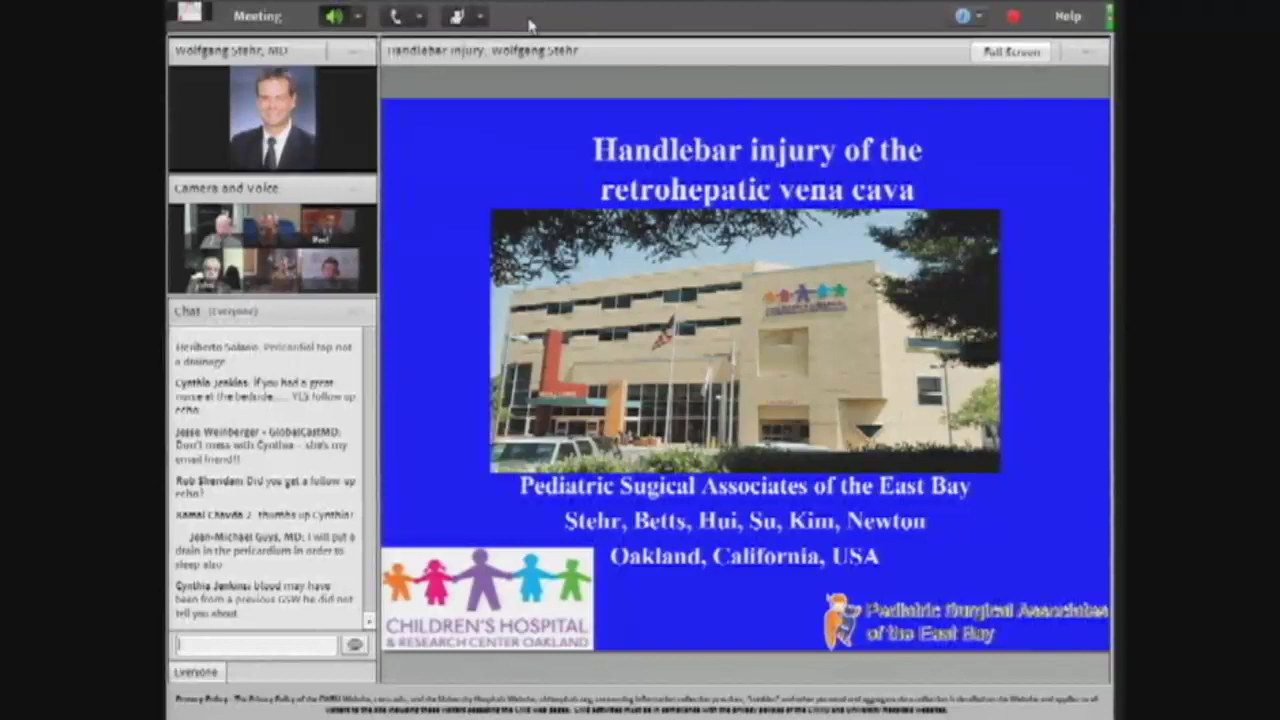 Meeting
Help
Wolfgang Stehr, MD
Handlebar injury, Wolfgang Stehr
Full Screen
Camera and Voice
Chat (Everyone)
Heriberto Solano: Pericardial tap not
a drainage
Cynthia Jenkins: If you had a great
nurse at the bedside..... YES follow up
echo
Jesse Weinberger - GlobalCastMD:
Don't mess with Cynthia - she's my
email friend!!
Rob Sheridan: Did you get a follow up
echo?
Kamal Chavda 2: thumbs up Cynthia!
Jean-Michael Guys, MD: I will put a
drain in the pericardium in order to
sleep also
Cynthia Jenkins: blood may have
been from a previous GSW he did not
tell you about
Everyone
Handlebar injury of the
retrohepatic vena cava
Pediatric Sugical Associates of the East Bay
Stehr, Betts, Hui, Su, Kim, Newton
Oakland, California, USA
CHILDREN'S HOSPITAL
& RESEARCH CENTER OAKLAND
Pediatric Surgical Associates
of the East Bay